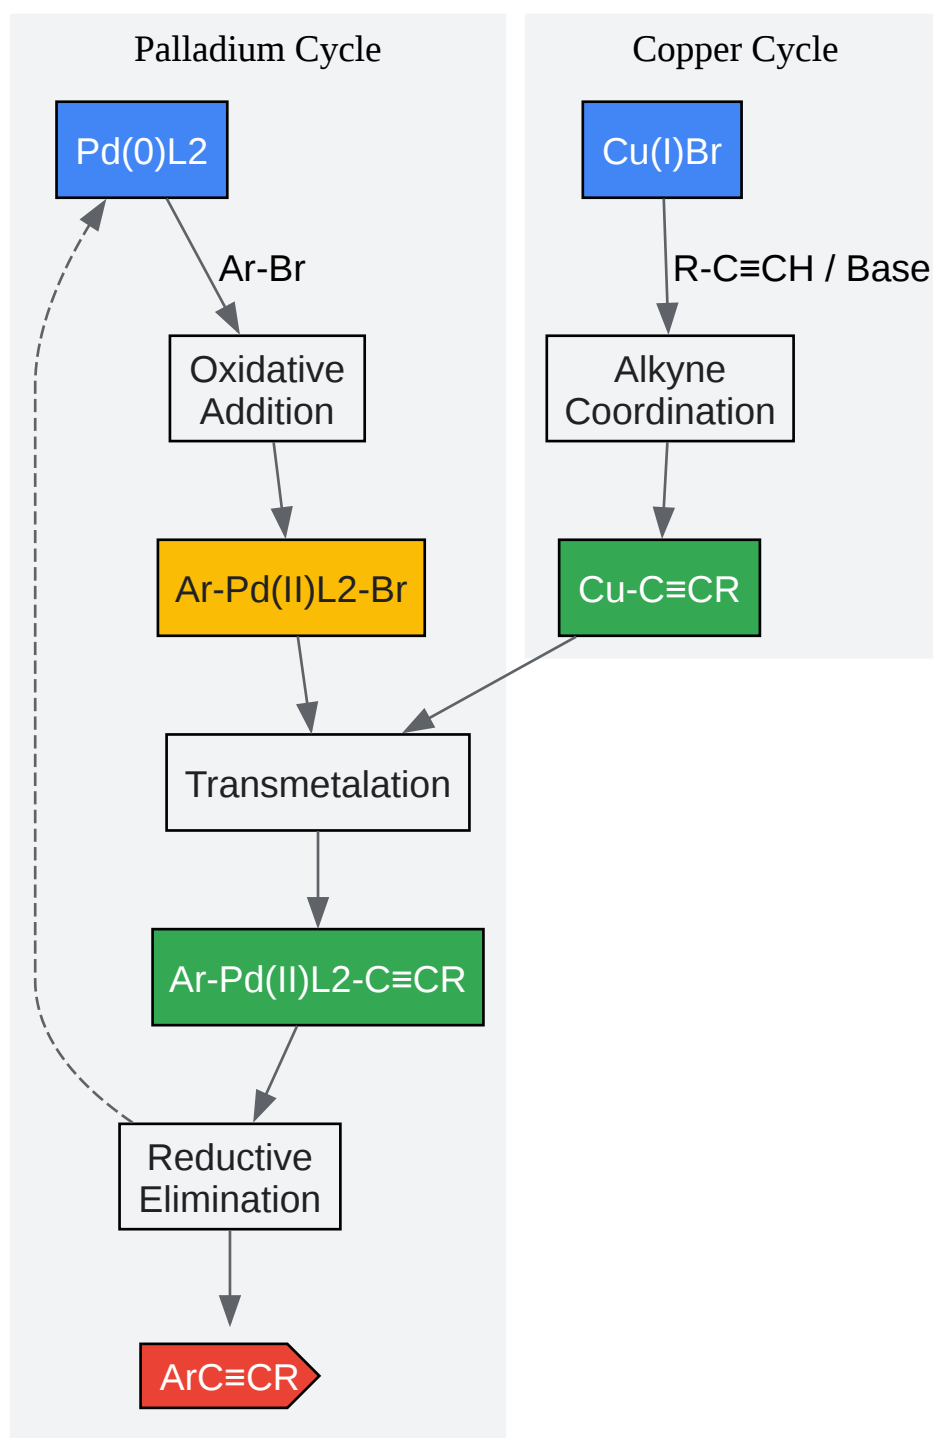 Palladium Cycle
Copper Cycle
Pd(0)L2
Cu(I)Br
Ar-Br
R-C≡CH / Base
Oxidative
Addition
Alkyne
Coordination
Ar-Pd(II)L2-Br
Cu-C≡CR
Transmetalation
Ar-Pd(II)L2-C≡CR
Reductive
Elimination
ArC≡CR